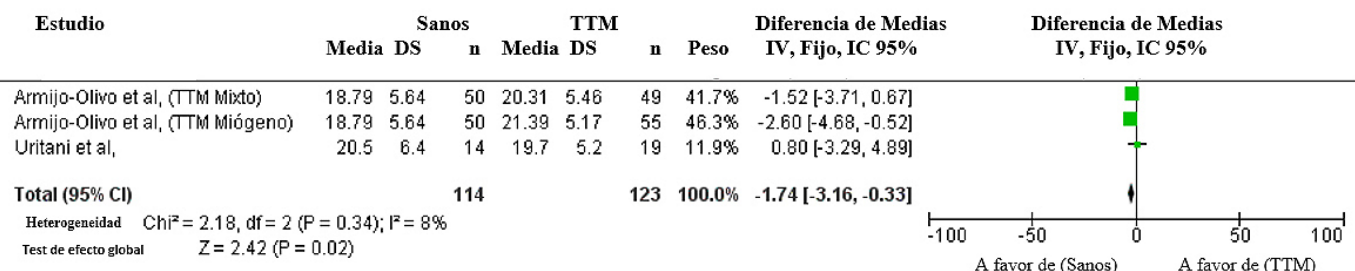 Estudio Sanos TTM Diferencia de Medias Diferencia de Medias
Media DS n Media DS n Peso IV, Fijo, IC 95% IV, Fijo, IC 95%
Armijo-Olivo et al, (TTM Mixto) 18.79 5.64 50 20.31 5.46 49 41.7% -1.52 [-3.71, 0.67]
Armijo-Olivo et al, (TTM Miógeno) 18.79 5.64 50 21.39 5.17 55 46.3% -2.60 [-4.68, -0.52]
Uritani et al, 20.5 6.4 14 19.7 5.2 19 11.9% 0.80 [-3.29, 4.89]
Total (95% CI) 114 123 100.0% -1.74 [-3.16, -0.33]
Heterogeneidad Chi² = 2.18, df = 2 (P = 0.34); I² = 8%
Test de efecto global Z = 2.42 (P = 0.02)
-100 -50 0 50 100
A favor de (Sanos) A favor de (TTM)